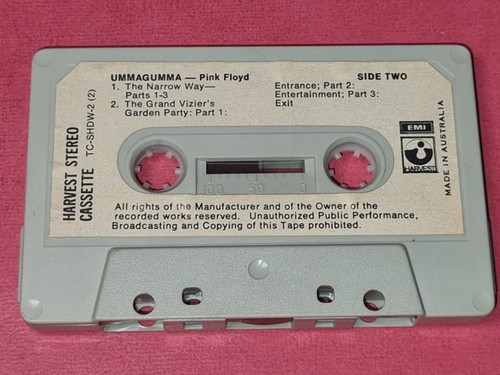 UMMAGUMMA — Pink Floyd
SIDE TWO
1. The Narrow Way—
Parts 1-3
2. The Grand Vizier's
Garden Party: Part 1:
Entrance; Part 2:
Entertainment; Part 3:
Exit
HARVEST STEREO
CASSETTE TC-SHDW-2 (2)
EMI
HARVEST
MADE IN AUSTRALIA
100 50 0
All rights of the Manufacturer and of the Owner of the
recorded works reserved. Unauthorized Public Performance,
Broadcasting and Copying of this Tape prohibited.